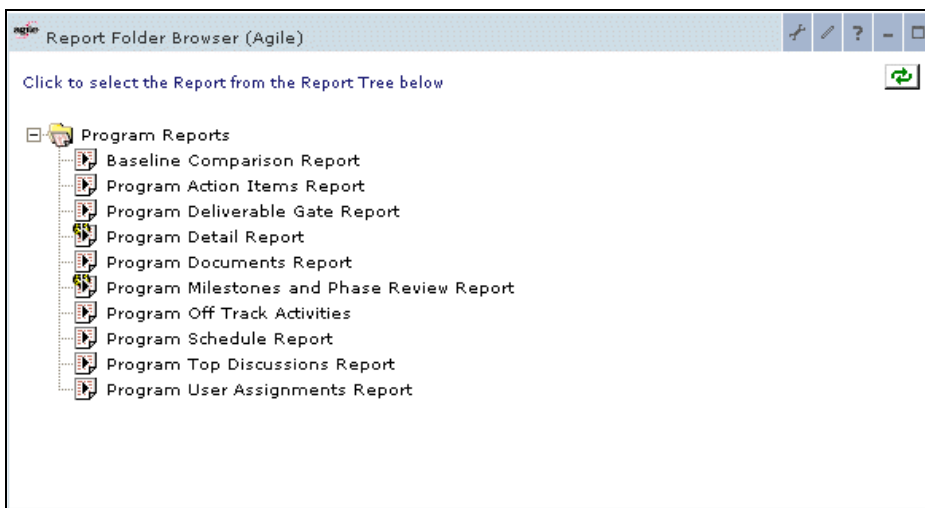 agile Report Folder Browser (Agile)
?
Click to select the Report from the Report Tree below
Program Reports
Baseline Comparison Report
Program Action Items Report
Program Deliverable Gate Report
Program Detail Report
Program Documents Report
Program Milestones and Phase Review Report
Program Off Track Activities
Program Schedule Report
Program Top Discussions Report
Program User Assignments Report